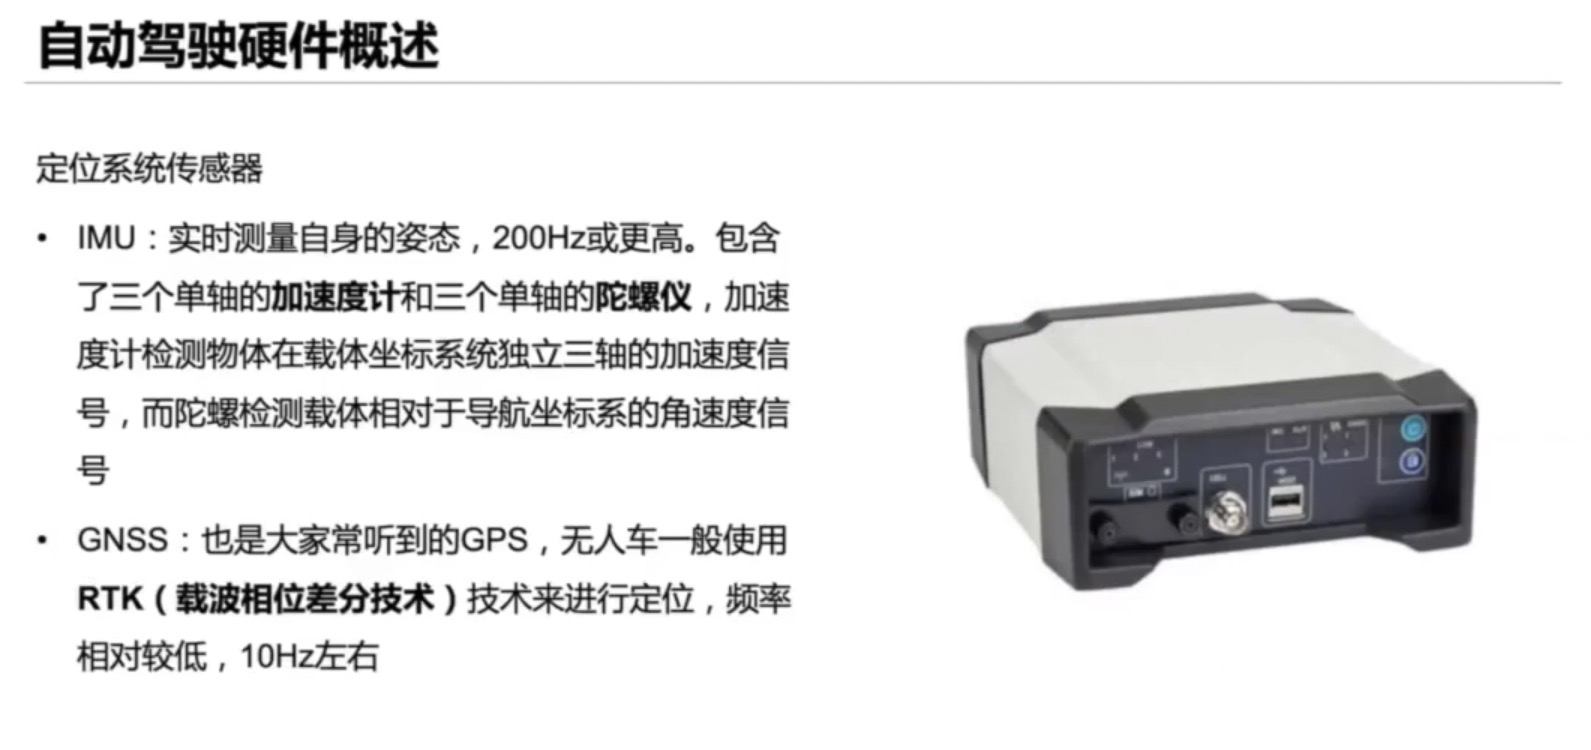 自动驾驶硬件概述
定位系统传感器
• IMU：实时测量自身的姿态，200Hz或更高。包含
了三个单轴的加速度计和三个单轴的陀螺仪，加速
度计检测物体在载体坐标系统独立三轴的加速度信
号，而陀螺检测载体相对于导航坐标系的角速度信
号
• GNSS：也是大家常听到的GPS，无人车一般使用
RTK（载波相位差分技术）技术来进行定位，频率
相对较低，10Hz左右
CELL